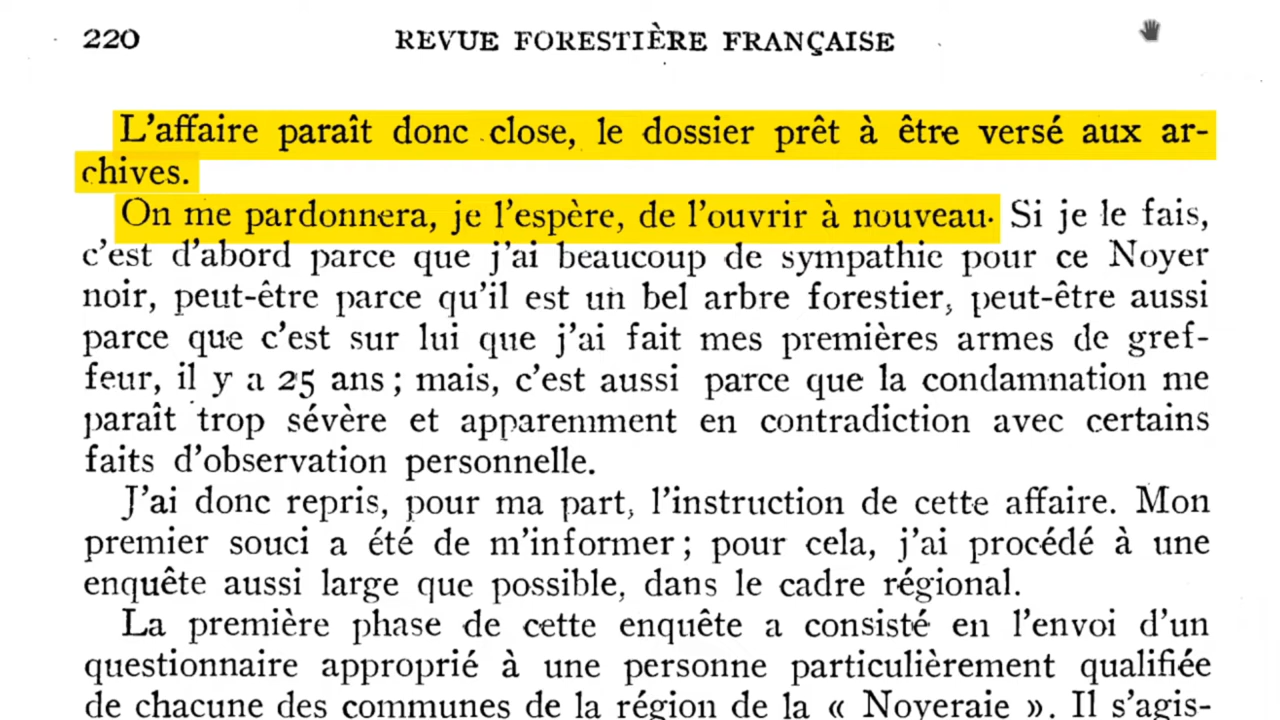 220 REVUE FORESTIÈRE FRANÇAISE
L'affaire paraît donc close, le dossier prêt à être versé aux ar-
chives.
On me pardonnera, je l'espère, de l'ouvrir à nouveau. Si je le fais,
c'est d'abord parce que j'ai beaucoup de sympathie pour ce Noyer
noir, peut-être parce qu'il est un bel arbre forestier, peut-être aussi
parce que c'est sur lui que j'ai fait mes premières armes de gref-
feur, il y a 25 ans ; mais, c'est aussi parce que la condamnation me
paraît trop sévère et apparemment en contradiction avec certains
faits d'observation personnelle.
J'ai donc repris, pour ma part, l'instruction de cette affaire. Mon
premier souci a été de m'informer ; pour cela, j'ai procédé à une
enquête aussi large que possible, dans le cadre régional.
La première phase de cette enquête a consisté en l'envoi d'un
questionnaire approprié à une personne particulièrement qualifiée
de chacune des communes de la région de la « Noyeraie ». Il s'agis-